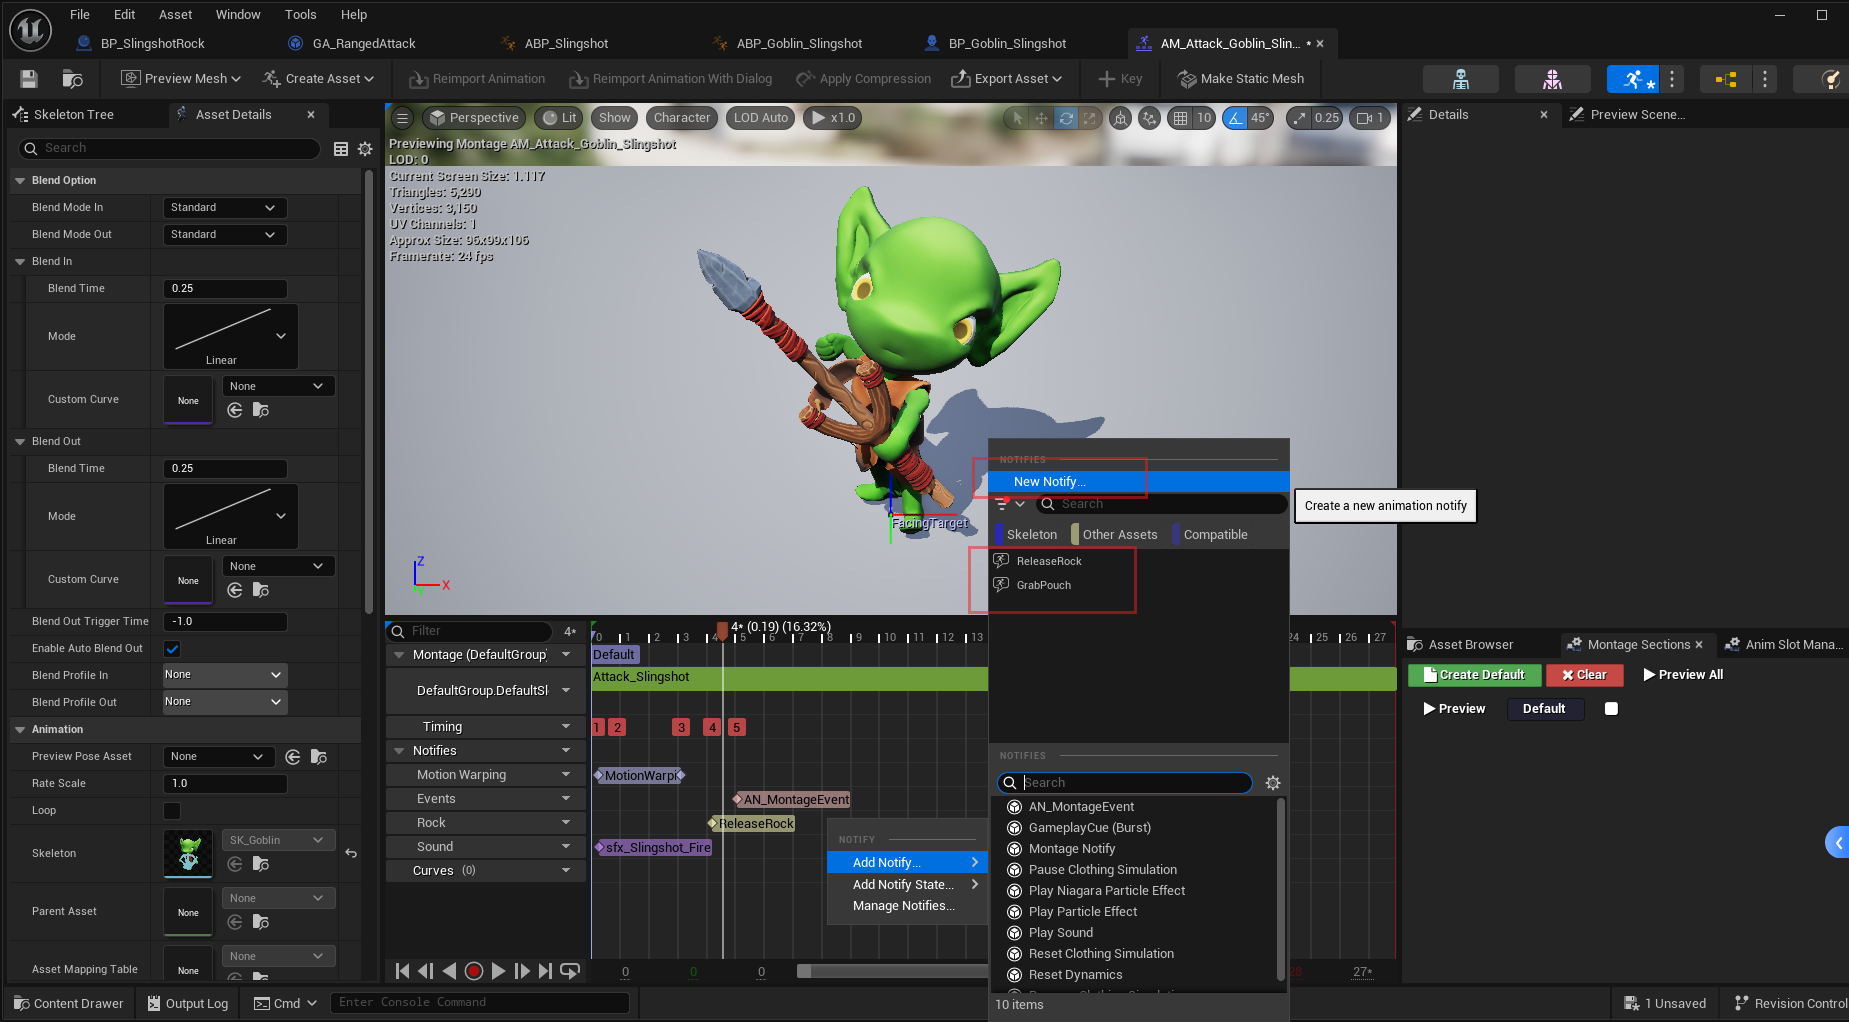 File Edit Asset Window Tools Help
BP_SlingshotRock GA_RangedAttack ABP_Slingshot ABP_Goblin_Slingshot BP_Goblin_Slingshot AM_Attack_Goblin_Slin... *
Preview Mesh Create Asset Reimport Animation Reimport Animation With Dialog Apply Compression Export Asset Key Make Static Mesh
Skeleton Tree Asset Details
Search
Blend Option
Blend Mode In Standard
Blend Mode Out Standard
Blend In
Blend Time 0.25
Mode Linear
Custom Curve None None
Blend Out
Blend Time 0.25
Mode Linear
Custom Curve None None
Blend Out Trigger Time -1.0
Enable Auto Blend Out
Blend Profile In None
Blend Profile Out None
Animation
Preview Pose Asset None
Rate Scale 1.0
Loop
Skeleton SK_Goblin
Parent Asset None None
Asset Mapping Table None None
Perspective Lit Show Character LOD Auto x1.0 10 45° 0.25 1
Previewing Montage AM_Attack_Goblin_Slingshot
LOD: 0
Current Screen Size: 1.117
Triangles: 5,290
Vertices: 3,150
UV Channels: 1
Approx Size: 96x99x106
Framerate: 24 fps
FacingTarget
Z
X
Y
Details Preview Scene...
NOTIFIES
New Notify...
Search
Create a new animation notify
Skeleton Other Assets Compatible
ReleaseRock
GrabPouch
Filter 4*
4* (0.19) (16.32%)
0 1 2 3 4 5 6 7 8 9 10 11 12 13 24 25 26 27
Montage (DefaultGroup) Default
DefaultGroup.DefaultSl Attack_Slingshot
Timing 1 2 3 4 5
Notifies
Motion Warping MotionWarpi
Events AN_MontageEvent
Rock ReleaseRock
Sound sfx_Slingshot_Fire
Curves (0)
NOTIFY
Add Notify...
Add Notify State...
Manage Notifies...
NOTIFIES
Search
AN_MontageEvent
GameplayCue (Burst)
Montage Notify
Pause Clothing Simulation
Play Niagara Particle Effect
Play Particle Effect
Play Sound
Reset Clothing Simulation
Reset Dynamics
10 items
0 0 0 28 27*
Asset Browser Montage Sections Anim Slot Mana...
Create Default Clear Preview All
Preview Default
Content Drawer Output Log Cmd Enter Console Command 1 Unsaved Revision Control